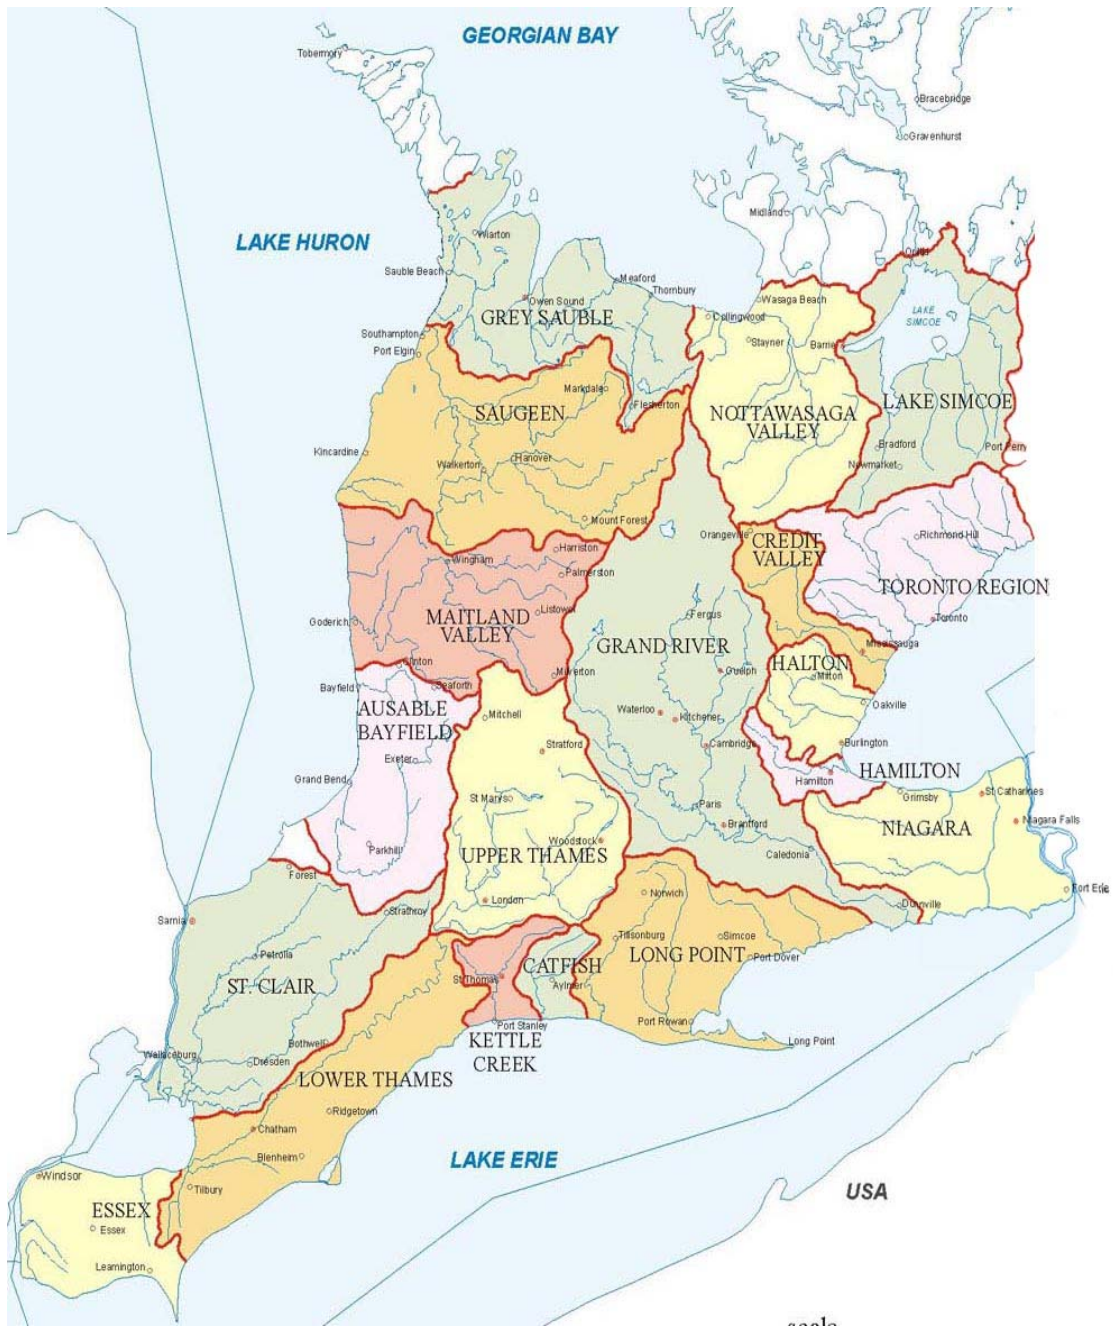 GEORGIAN BAY
Tobermory
Bracebridge
Gravenhurst
Midland
LAKE HURON
Wiarton
Orillia
Sauble Beach
Meaford
Thornbury
Owen Sound
Wasaga Beach
GREY SAUBLE
Collingwood
LAKE
SIMCOE
Southampton
Stayner
Barrie
Port Elgin
Markdale
SAUGEEN
Flesherton
NOTTAWASAGA
VALLEY
LAKE SIMCOE
Kincardine
Hanover
Walkerton
Bradford
Port Perry
Newmarket
Mount Forest
Orangeville
CREDIT
VALLEY
Richmond Hill
Harriston
Wingham
Palmerston
TORONTO REGION
MAITLAND
VALLEY
Listowel
Goderich
Fergus
Toronto
GRAND RIVER
Mississauga
Clinton
HALTON
Milton
Bayfield
Seaforth
Milverton
Guelph
AUSABLE
BAYFIELD
Mitchell
Waterloo
Kitchener
Oakville
Stratford
Cambridge
Burlington
Exeter
HAMILTON
Grand Bend
Hamilton
St Marys
Paris
Grimsby
St Catharines
Brantford
NIAGARA
Niagara Falls
Parkhill
Woodstock
UPPER THAMES
Caledonia
Forest
Norwich
Fort Erie
London
Dunnville
Strathroy
Sarnia
Tillsonburg
Simcoe
Petrolia
CATFISH
LONG POINT
Port Dover
ST. CLAIR
St Thomas
Aylmer
Port Stanley
Port Rowan
Bothwell
KETTLE
CREEK
Long Point
Wallaceburg
Dresden
LOWER THAMES
Ridgetown
Chatham
Blenheim
LAKE ERIE
Windsor
Tilbury
USA
ESSEX
Essex
Leamington
scale